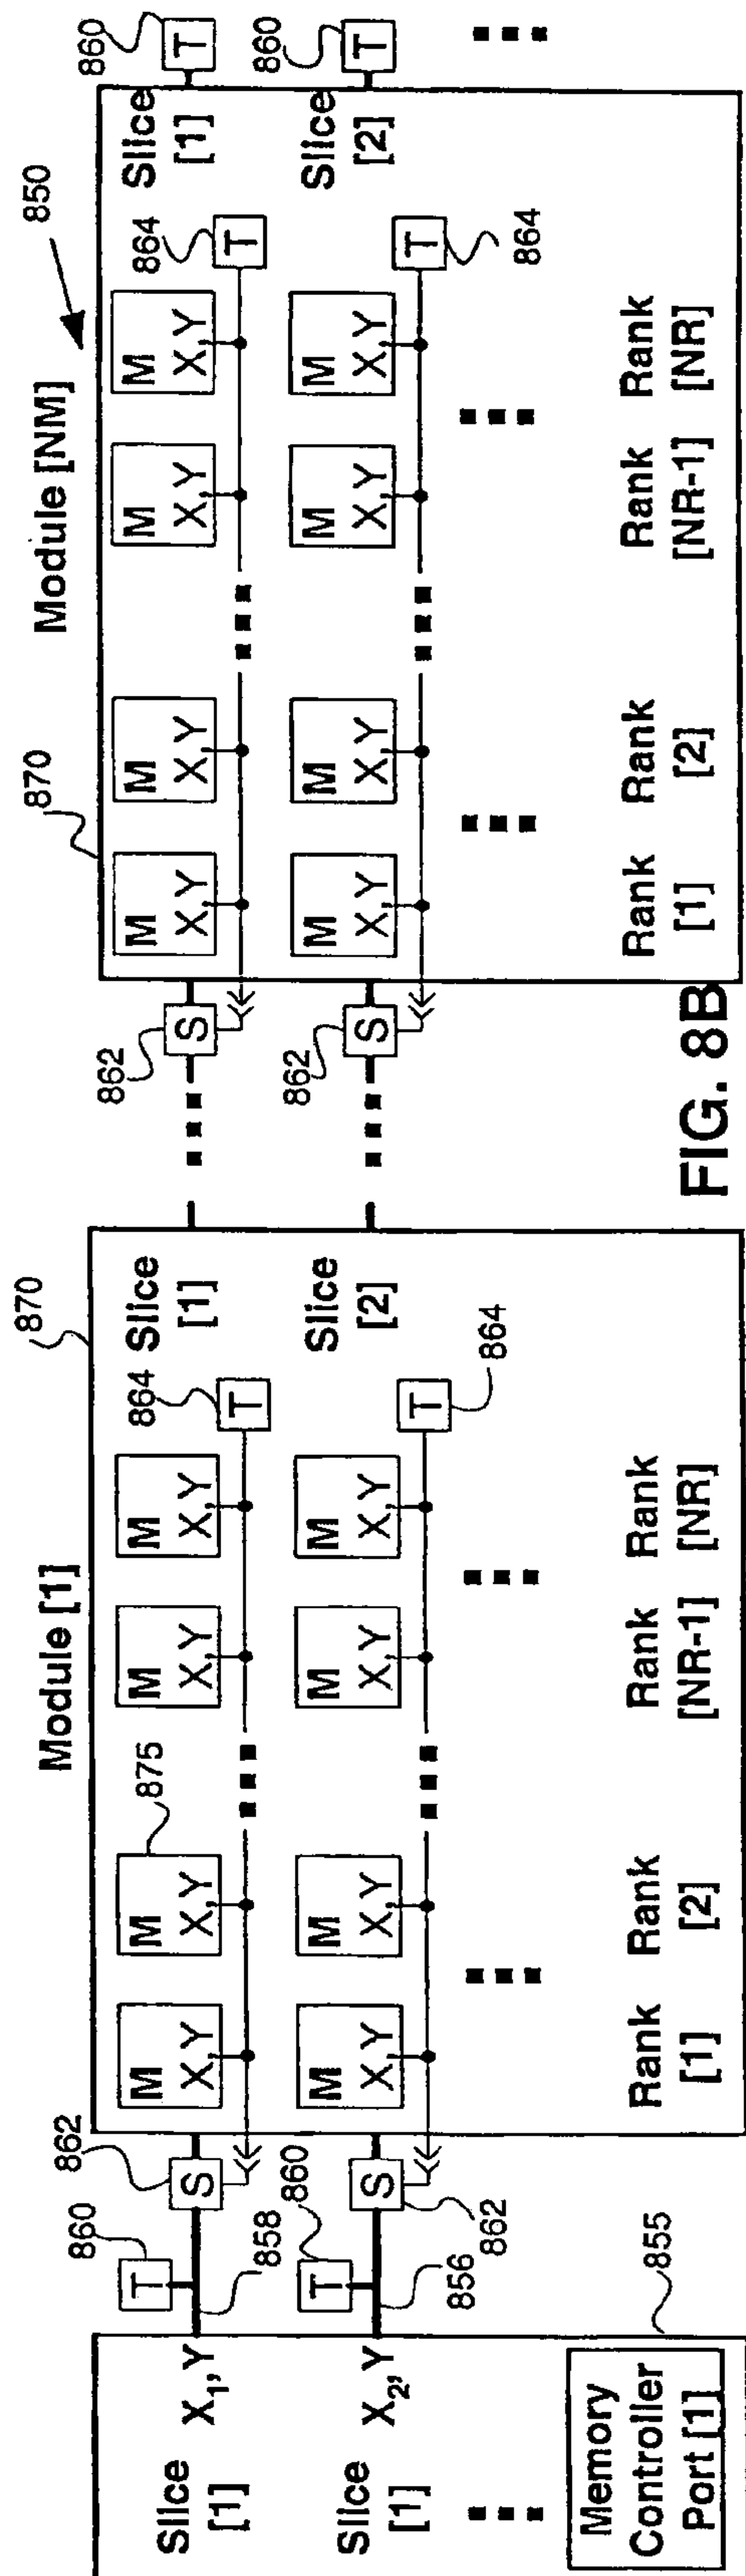 Slice
[1]
X₁, Y
Slice
[1]
X₂, Y
Memory
Controller
Port [1]
855
860
T
858
862
S
860
T
856
862
S
Module [1]
870
M
X,Y
M
X,Y
875
M
X,Y
M
X,Y
864
T
Slice
[1]
M
X,Y
M
X,Y
M
X,Y
M
X,Y
T
864
Slice
[2]
Rank
[1]
Rank
[2]
Rank
[NR-1]
Rank
[NR]
862
S
862
S
Module [NM]
850
870
M
X,Y
M
X,Y
M
X,Y
M
X,Y
864
T
Slice
[1]
M
X,Y
M
X,Y
M
X,Y
M
X,Y
T
864
Slice
[2]
Rank
[1]
Rank
[2]
Rank
[NR-1]
Rank
[NR]
860
T
860
T
FIG. 8B